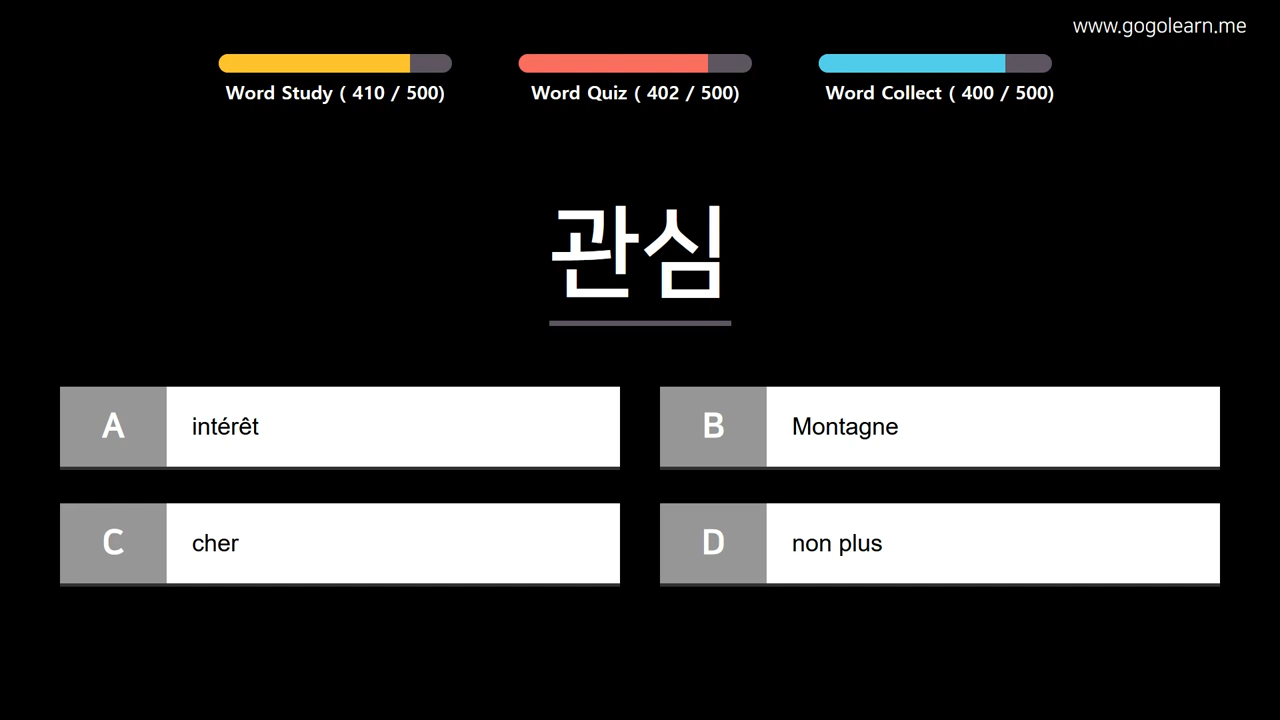 www.gogolearn.me
Word Study ( 410 / 500)
Word Quiz ( 402 / 500)
Word Collect ( 400 / 500)
관심
A intérêt
B Montagne
C cher
D non plus